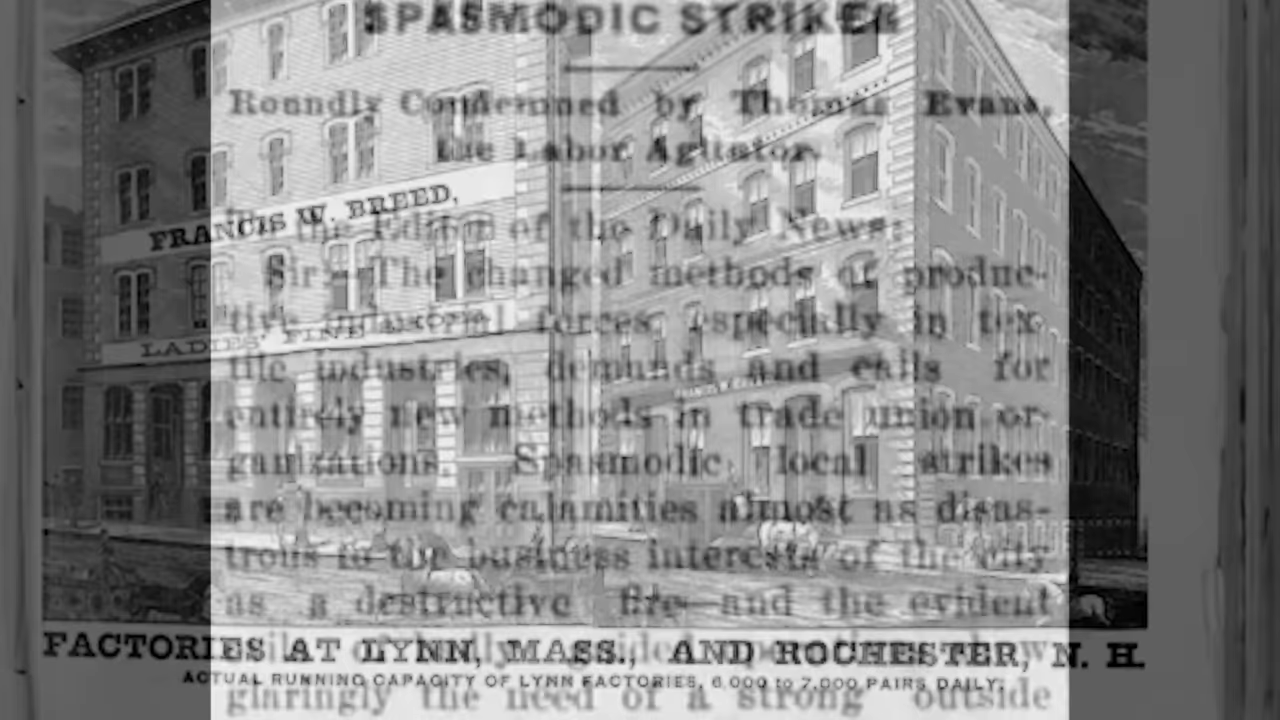 SPASMODIC STRIKES
Roundly Condemned by Thomas Evans,
the Labor Agitator.
FRANCIS W. BREED,
the Editor of the Daily News:
Sir: The changed methods of produc-
tive industrial forces, especially in tex-
LADIES' FINE
tile industries, demands and calls for
entirely new methods in trade union or-
ganizations. Spasmodic local strikes
are becoming calamities almost as disas-
trous to the business interests of the city
as a destructive fire—and the evident
FACTORIES AT LYNN, MASS., AND ROCHESTER, N. H.
ACTUAL RUNNING CAPACITY OF LYNN FACTORIES, 6,000 to 7,000 PAIRS DAILY.
glaringly the need of a strong outside